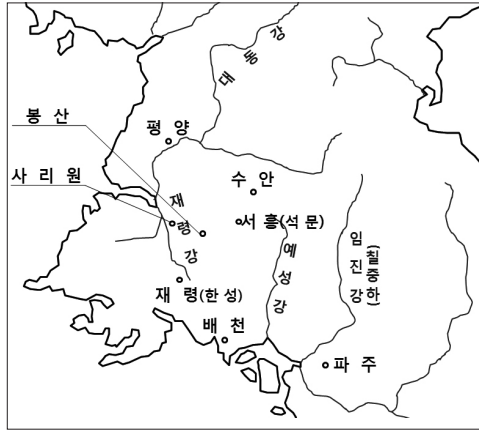 대동강
봉산
평양
사리원
수안
재령강
서흥(석문)
예성강
임진강
(칠중하)
재령(한성)
배천
파주